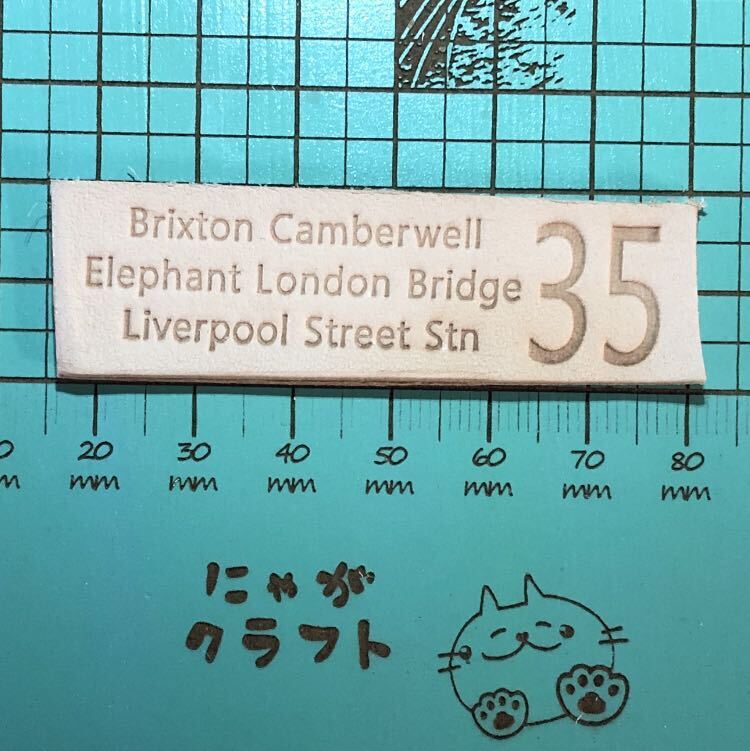 Brixton Camberwell
Elephant London Bridge
Liverpool Street Stn
35
20 30 40 50 60 70 80
mm mm mm mm mm mm mm
にゃが
クラフト